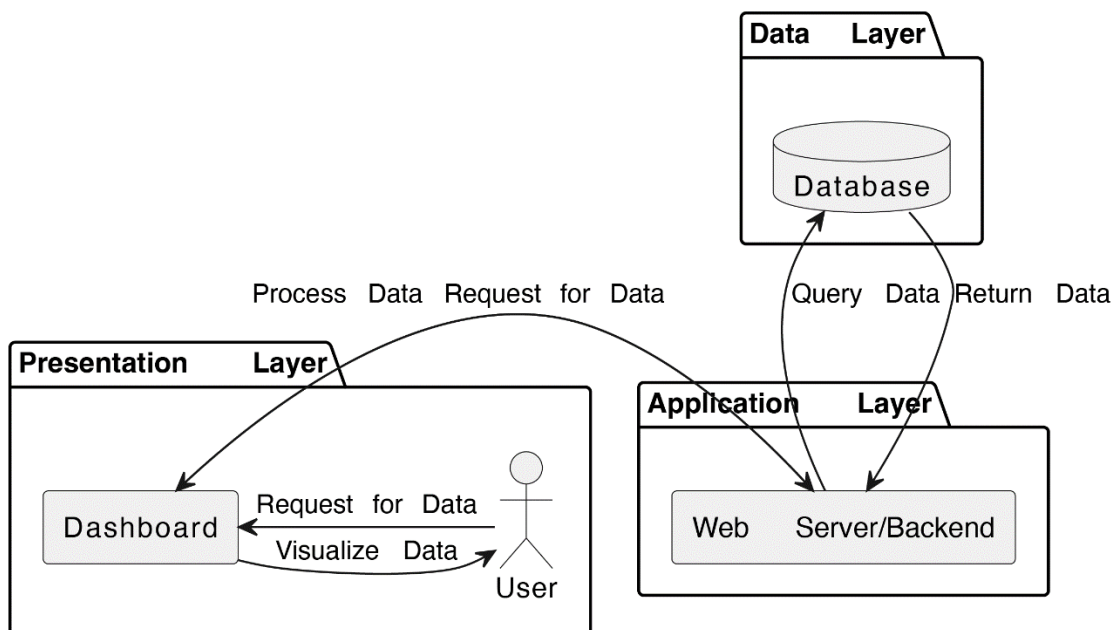 Data Layer
Database
Process Data Request for Data
Query Data
Return Data
Presentation Layer
Application Layer
Dashboard
Request for Data
Visualize Data
User
Web Server/Backend